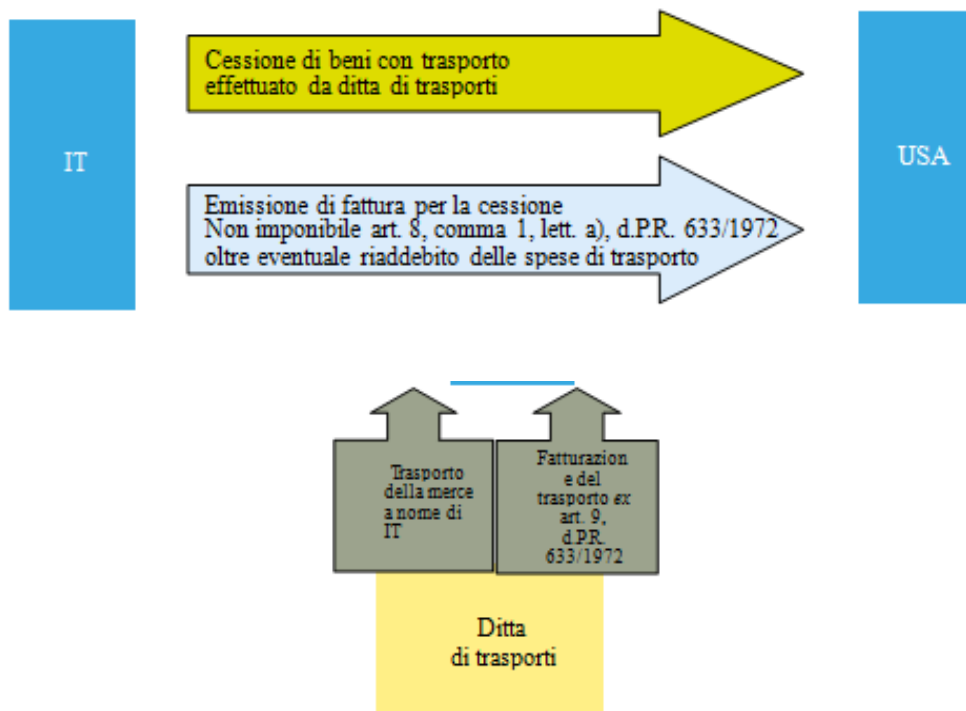 IT
Cessione di beni con trasporto
effettuato da ditta di trasporti
USA
Emissione di fattura per la cessione
Non imponibile art. 8, comma 1, lett. a), d.P.R. 633/1972
oltre eventuale riaddebito delle spese di trasporto
Trasporto
della merce
a nome di
IT
Fatturazion
e del
trasporto ex
art. 9,
d.P.R.
633/1972
Ditta
di trasporti